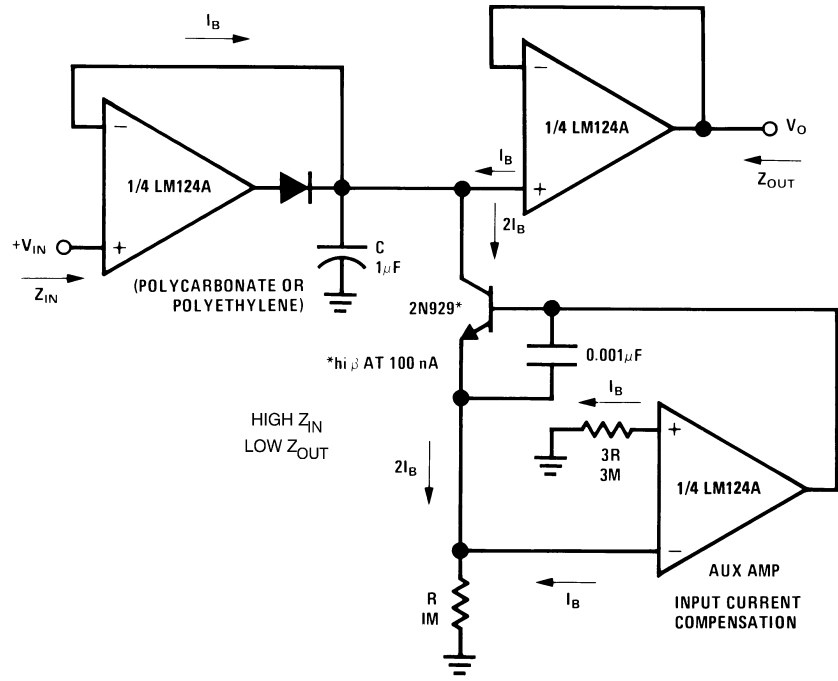 I_B
1/4 LM124A
−
+
+V_IN
Z_IN
C
1μF
(POLYCARBONATE OR
POLYETHYLENE)
1/4 LM124A
−
+
I_B
V_O
Z_OUT
2I_B
2N929*
*hi β AT 100 nA
0.001μF
HIGH Z_IN
LOW Z_OUT
I_B
3R
3M
1/4 LM124A
+
−
2I_B
AUX AMP
INPUT CURRENT
COMPENSATION
I_B
R
1M